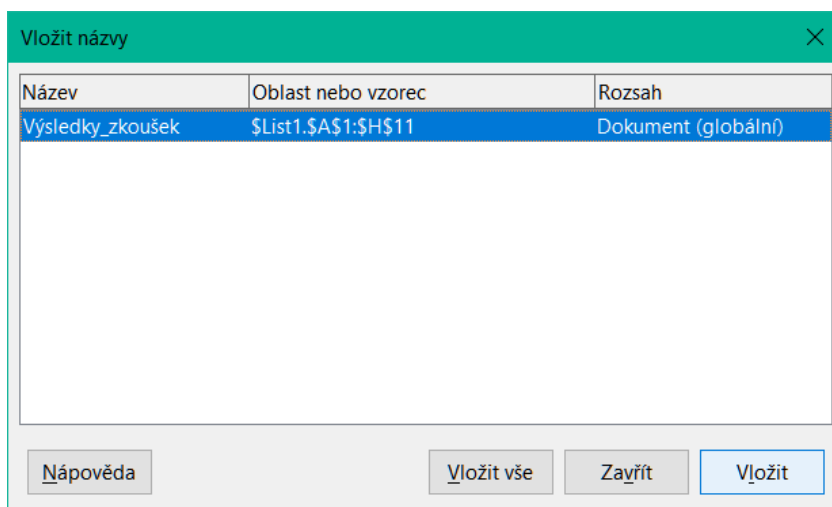 Vložit názvy
Název Oblast nebo vzorec Rozsah
Výsledky_zkoušek $List1.$A$1:$H$11 Dokument (globální)
Nápověda Vložit vše Zavřít Vložit